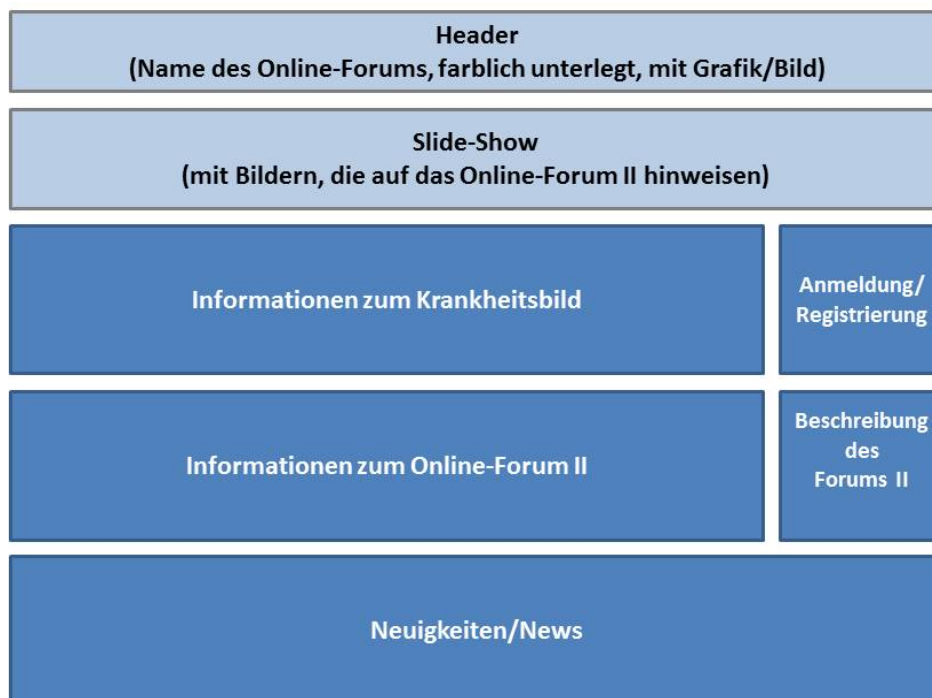 Header
(Name des Online-Forums, farblich unterlegt, mit Grafik/Bild)
Slide-Show
(mit Bildern, die auf das Online-Forum II hinweisen)
Informationen zum Krankheitsbild
Anmeldung/
Registrierung
Informationen zum Online-Forum II
Beschreibung
des
Forums II
Neuigkeiten/News